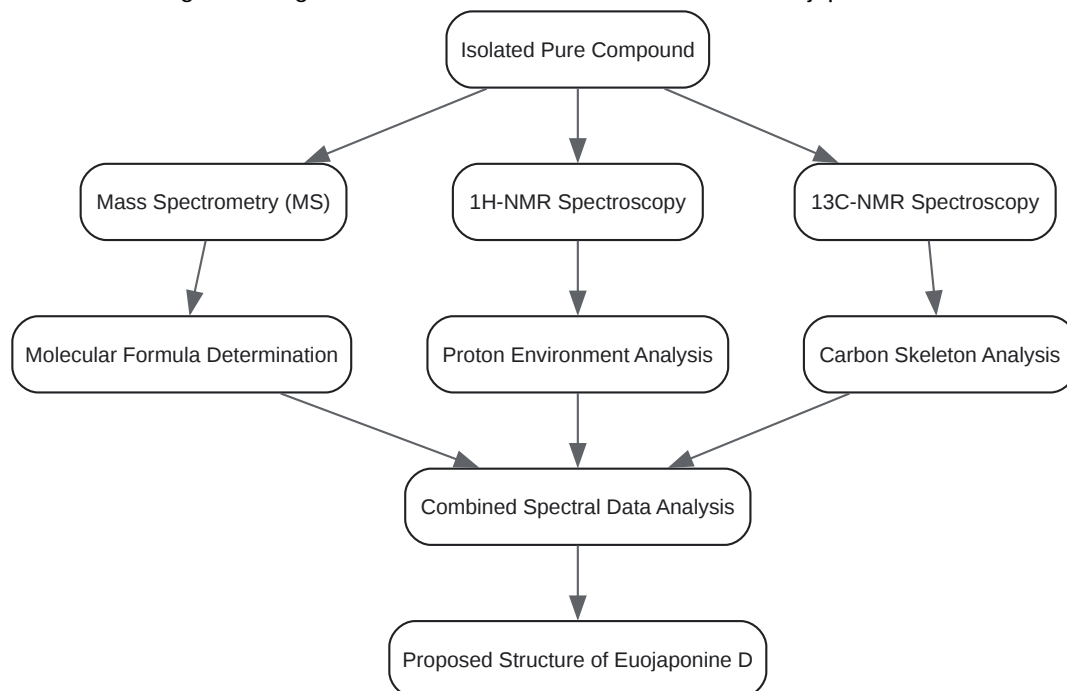 Isolated Pure Compound
Mass Spectrometry (MS)
1H-NMR Spectroscopy
13C-NMR Spectroscopy
Molecular Formula Determination
Proton Environment Analysis
Carbon Skeleton Analysis
Combined Spectral Data Analysis
Proposed Structure of Euojaponine D